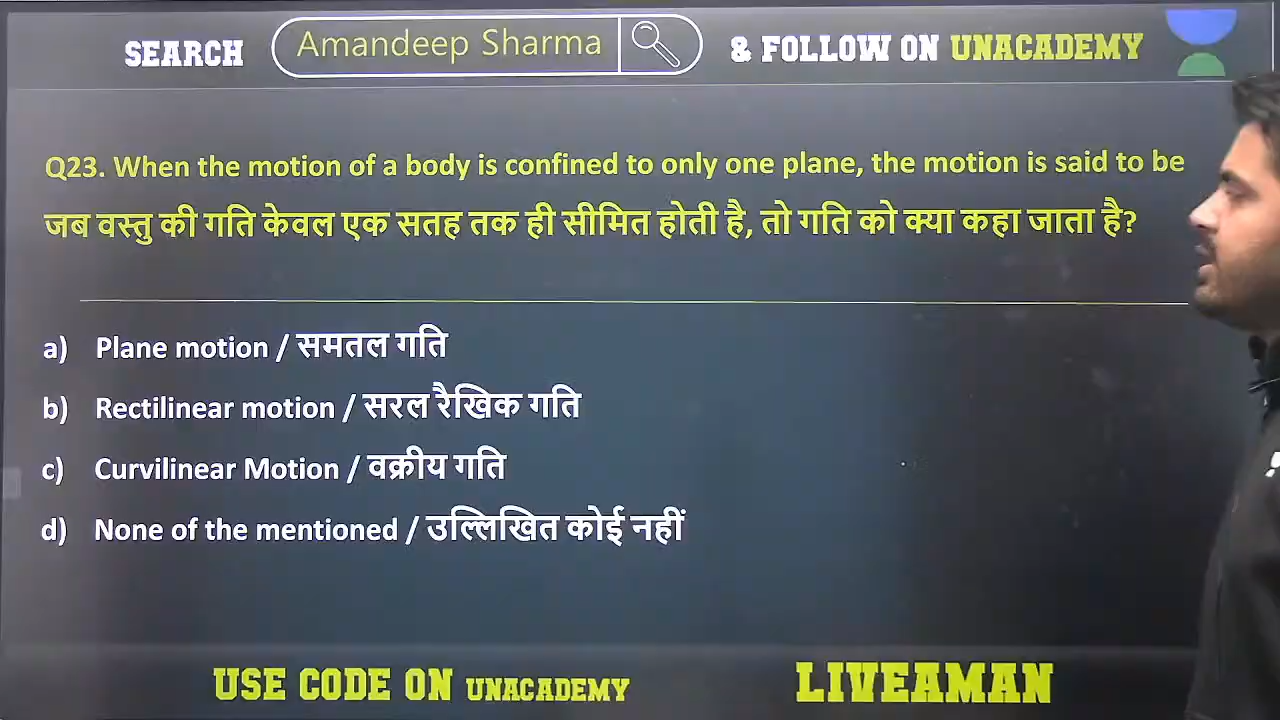 SEARCH Amandeep Sharma & FOLLOW ON UNACADEMY
Q23. When the motion of a body is confined to only one plane, the motion is said to be
जब वस्तु की गति केवल एक सतह तक ही सीमित होती है, तो गति को क्या कहा जाता है?
a) Plane motion / समतल गति
b) Rectilinear motion / सरल रैखिक गति
c) Curvilinear Motion / वक्रीय गति
d) None of the mentioned / उल्लिखित कोई नहीं
USE CODE ON UNACADEMY LIVEAMAN